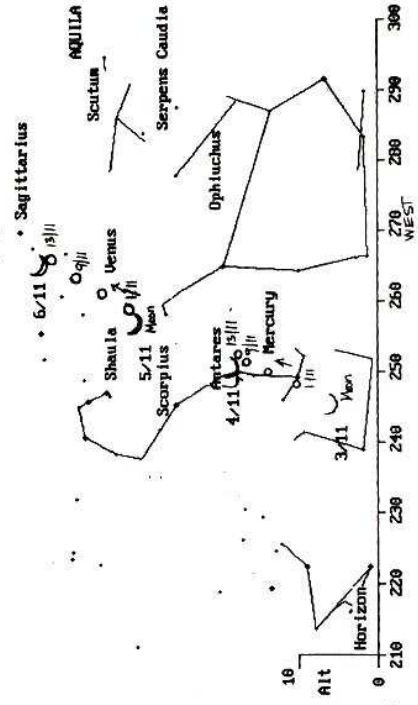 AQUILA
Scutum
Serpens Caudia
Sagittarius
6/11
13/11
9/11
Venus
1/11
Shaula
5/11
Moon
Scorpius
Ophiuchus
Antares
4/11
13/11
9/11
Mercury
1/11
3/11
Moon
Horizon
10
Alt
0
210
220
230
240
250
260
270
280
290
300
WEST